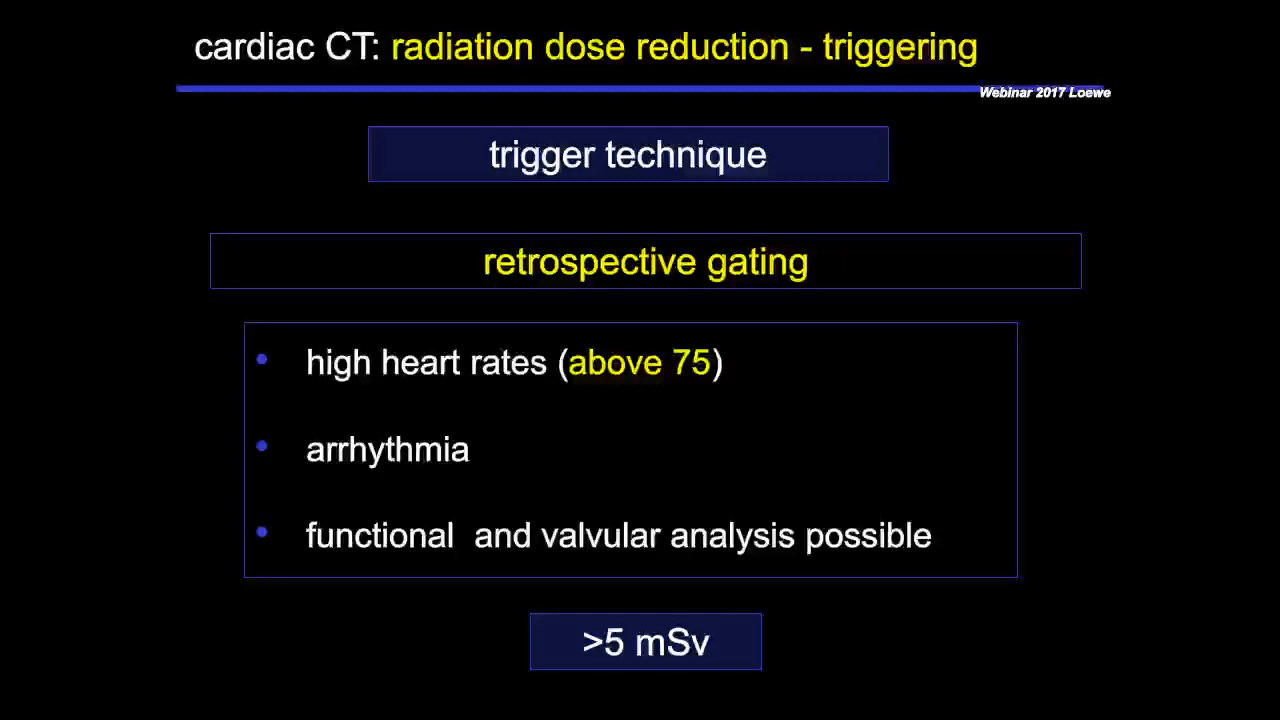 cardiac CT: radiation dose reduction - triggering
Webinar 2017 Loewe
trigger technique
retrospective gating
• high heart rates (above 75)
• arrhythmia
• functional  and valvular analysis possible
>5 mSv